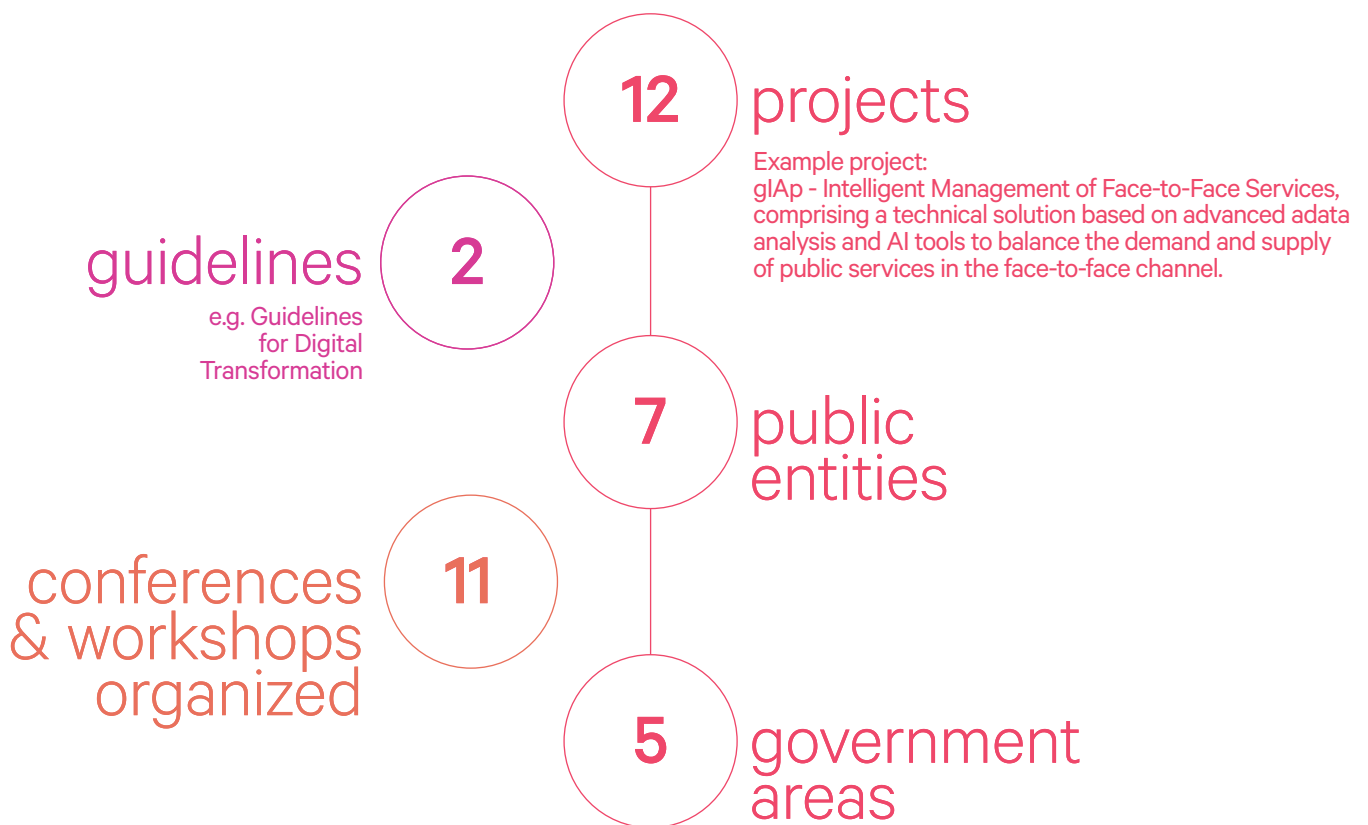 12
projects
Example project:
gIAp - Intelligent Management of Face-to-Face Services,
comprising a technical solution based on advanced adata
analysis and AI tools to balance the demand and supply
of public services in the face-to-face channel.
guidelines
2
e.g. Guidelines
for Digital
Transformation
7
public
entities
conferences
& workshops
organized
11
5
government
areas